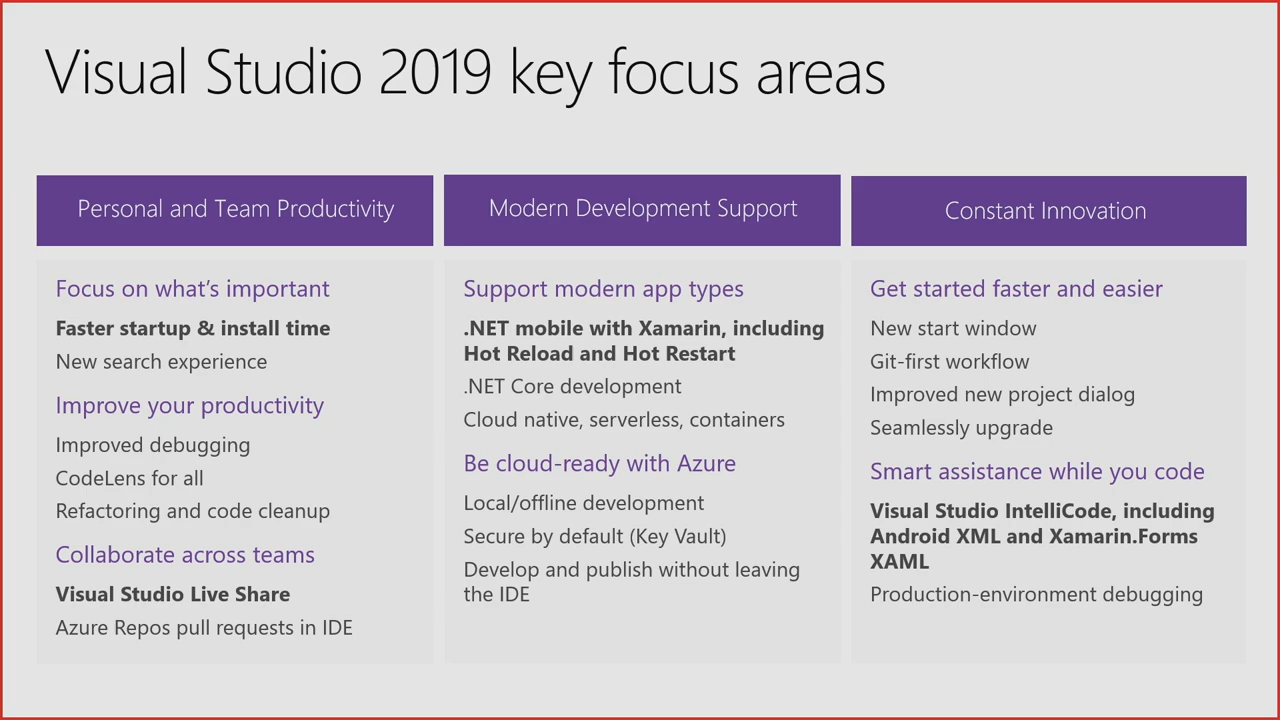 Visual Studio 2019 key focus areas
Personal and Team Productivity
Focus on what’s important
Faster startup & install time
New search experience
Improve your productivity
Improved debugging
CodeLens for all
Refactoring and code cleanup
Collaborate across teams
Visual Studio Live Share
Azure Repos pull requests in IDE
Modern Development Support
Support modern app types
.NET mobile with Xamarin, including
Hot Reload and Hot Restart
.NET Core development
Cloud native, serverless, containers
Be cloud-ready with Azure
Local/offline development
Secure by default (Key Vault)
Develop and publish without leaving
the IDE
Constant Innovation
Get started faster and easier
New start window
Git-first workflow
Improved new project dialog
Seamlessly upgrade
Smart assistance while you code
Visual Studio IntelliCode, including
Android XML and Xamarin.Forms
XAML
Production-environment debugging